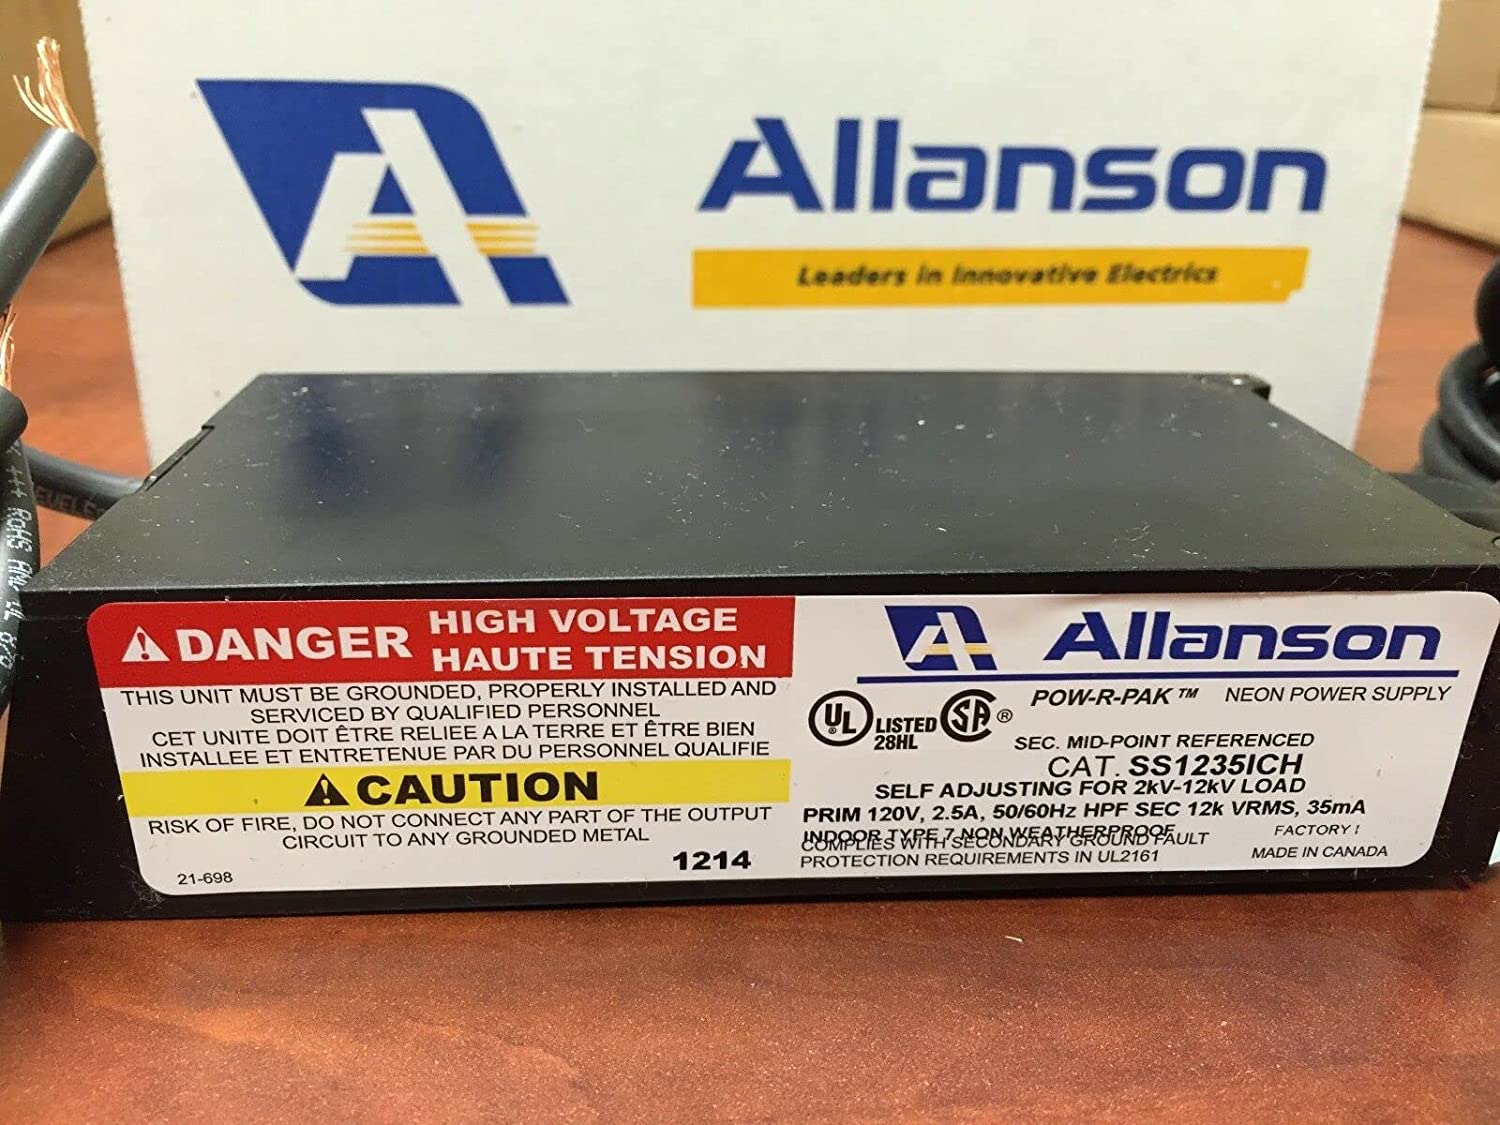 Allanson
Leaders in Innovative Electrics
DANGER HIGH VOLTAGE
HAUTE TENSION
THIS UNIT MUST BE GROUNDED, PROPERLY INSTALLED AND
SERVICED BY QUALIFIED PERSONNEL
CET UNITE DOIT ÊTRE RELIEE A LA TERRE ET ÊTRE BIEN
INSTALLEE ET ENTRETENUE PAR DU PERSONNEL QUALIFIE
CAUTION
RISK OF FIRE, DO NOT CONNECT ANY PART OF THE OUTPUT
CIRCUIT TO ANY GROUNDED METAL
1214
21-698
Allanson
POW-R-PAK™ NEON POWER SUPPLY
UL® LISTED SA®
28HL
SEC. MID-POINT REFERENCED
CAT. SS1235ICH
SELF ADJUSTING FOR 2kV-12kV LOAD
PRIM 120V, 2.5A, 50/60Hz HPF SEC 12k VRMS, 35mA
INDOOR TYPE 7 NON WEATHERPROOF
COMPLIES WITH SECONDARY GROUND FAULT
PROTECTION REQUIREMENTS IN UL2161
FACTORY
MADE IN CANADA
RoHS